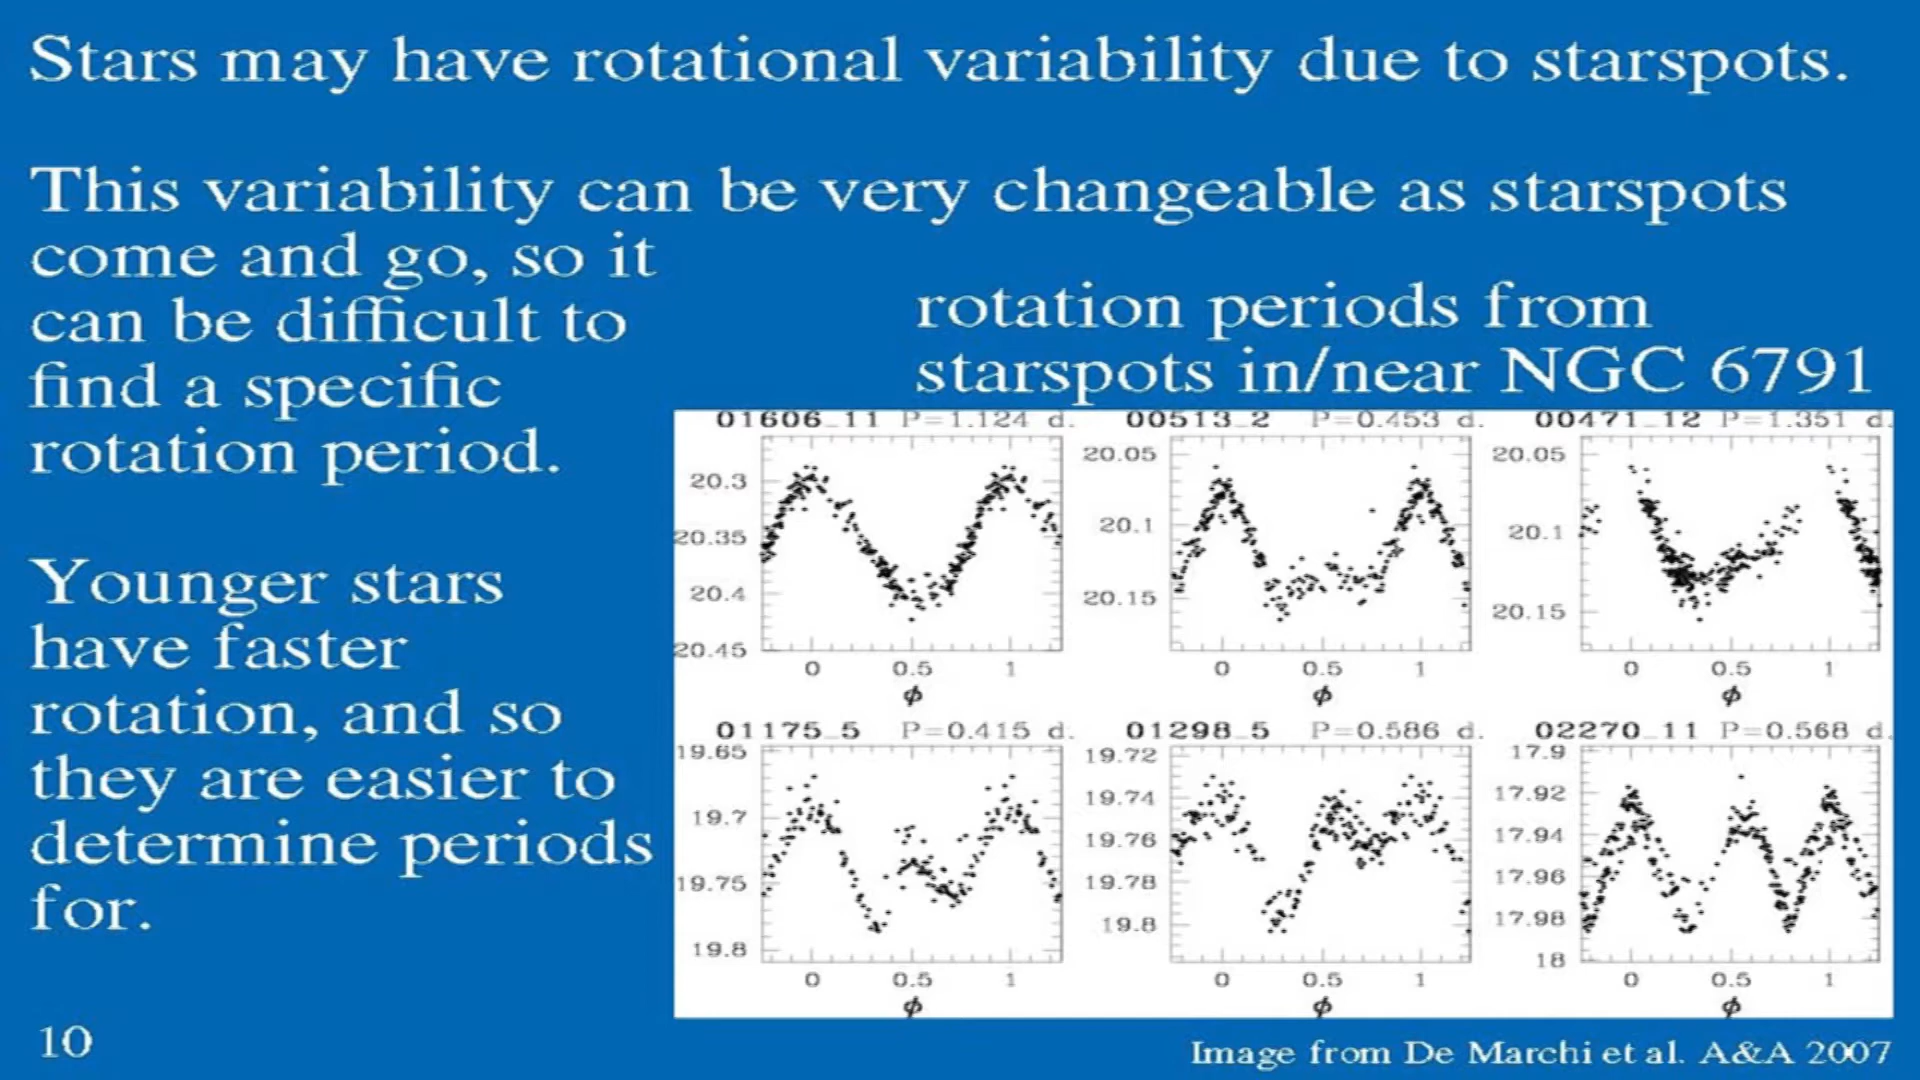 Stars may have rotational variability due to starspots.
This variability can be very changeable as starspots
come and go, so it
can be difficult to
find a specific
rotation period.
Younger stars
have faster
rotation, and so
they are easier to
determine periods
for.
rotation periods from
starspots in/near NGC 6791
01606_11 P=1.124 d.
20.3
20.35
20.4
20.45
0 0.5 1
ϕ
00513_2 P=0.453 d.
20.05
20.1
20.15
0 0.5 1
ϕ
00471_12 P=1.351 d.
20.05
20.1
20.15
0 0.5 1
ϕ
01175_5 P=0.415 d.
19.65
19.7
19.75
19.8
0 0.5 1
ϕ
01298_5 P=0.586 d.
19.72
19.74
19.76
19.78
19.8
0 0.5 1
ϕ
02270_11 P=0.568 d.
17.9
17.92
17.94
17.96
17.98
18
0 0.5 1
ϕ
10
Image from De Marchi et al. A&A 2007